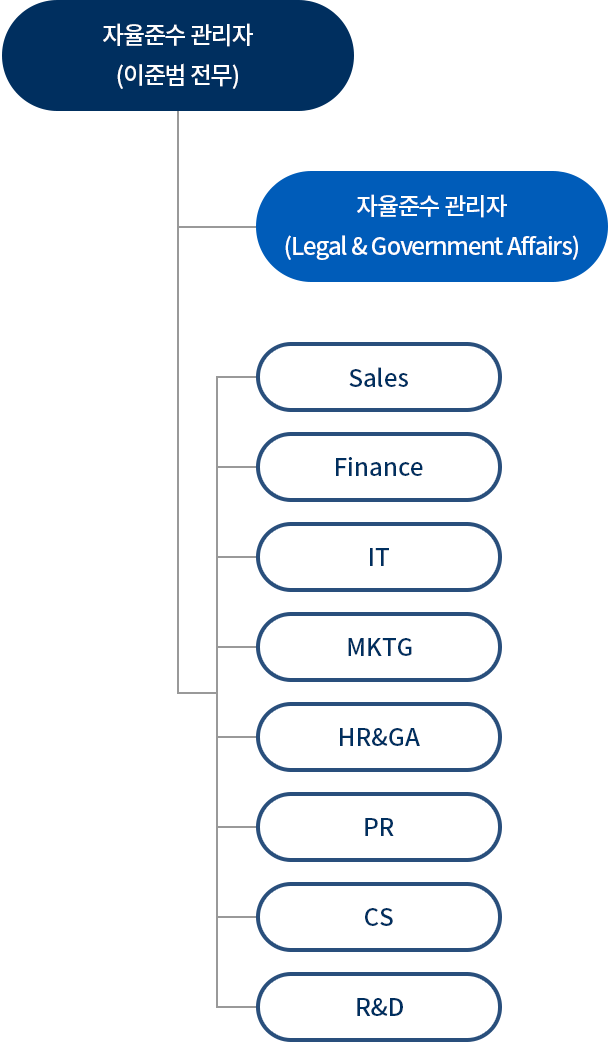 자율준수 관리자
(이준범 전무)
자율준수 관리자
(Legal & Government Affairs)
Sales
Finance
IT
MKTG
HR&GA
PR
CS
R&D